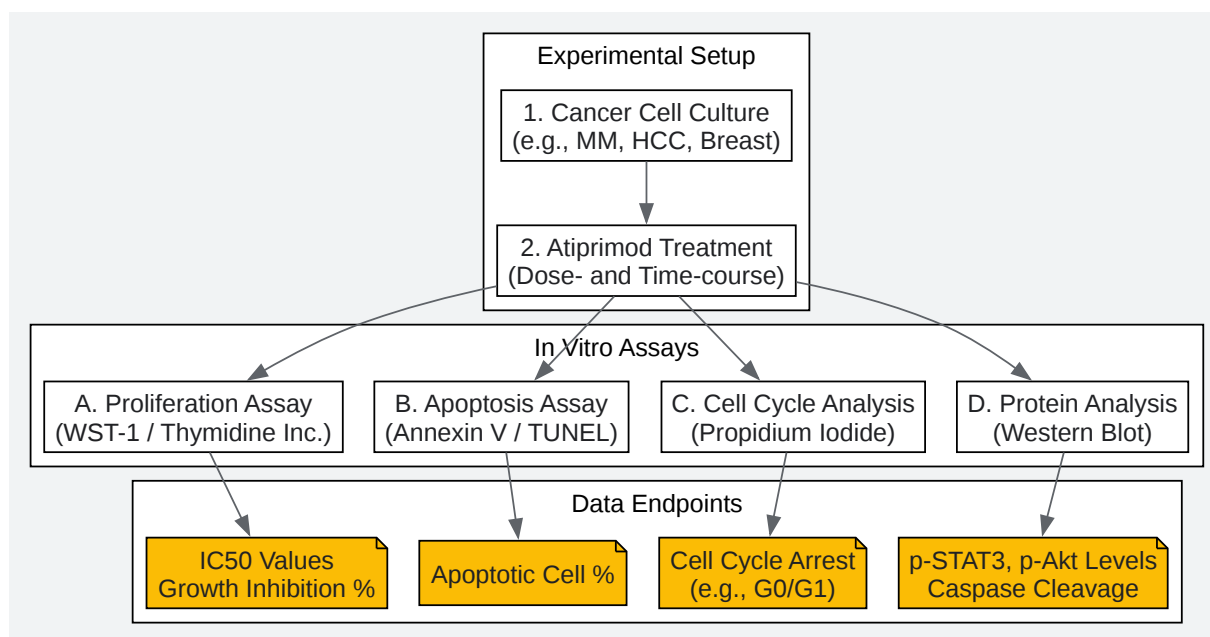 Experimental Setup
1. Cancer Cell Culture
(e.g., MM, HCC, Breast)
2. Atiprimod Treatment
(Dose- and Time-course)
In Vitro Assays
A. Proliferation Assay
(WST-1 / Thymidine Inc.)
B. Apoptosis Assay
(Annexin V / TUNEL)
C. Cell Cycle Analysis
(Propidium Iodide)
D. Protein Analysis
(Western Blot)
Data Endpoints
IC50 Values
Growth Inhibition %
Apoptotic Cell %
Cell Cycle Arrest
(e.g., G0/G1)
p-STAT3, p-Akt Levels
Caspase Cleavage